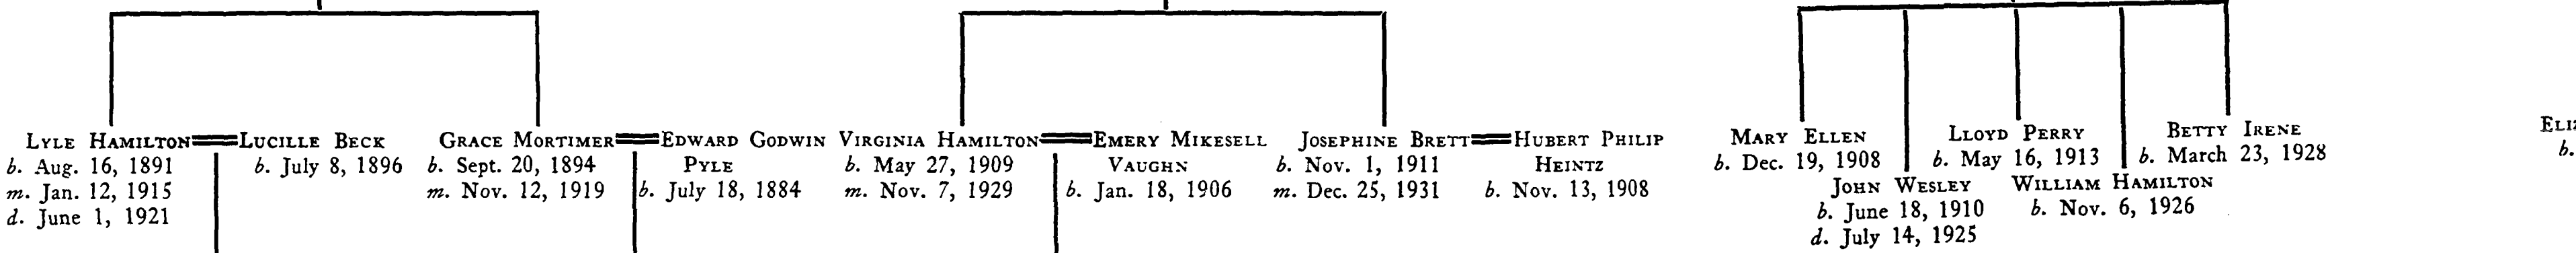 LYLE HAMILTON
b. Aug. 16, 1891
m. Jan. 12, 1915
d. June 1, 1921
LUCILLE BECK
b. July 8, 1896
GRACE MORTIMER
b. Sept. 20, 1894
m. Nov. 12, 1919
EDWARD GODWIN
PYLE
b. July 18, 1884
VIRGINIA HAMILTON
b. May 27, 1909
m. Nov. 7, 1929
EMERY MIKESELL
VAUGHN
b. Jan. 18, 1906
JOSEPHINE BRETT
b. Nov. 1, 1911
m. Dec. 25, 1931
HUBERT PHILIP
HEINTZ
b. Nov. 13, 1908
MARY ELLEN
b. Dec. 19, 1908
JOHN WESLEY
b. June 18, 1910
d. July 14, 1925
LLOYD PERRY
b. May 16, 1913
WILLIAM HAMILTON
b. Nov. 6, 1926
BETTY IRENE
b. March 23, 1928
b.